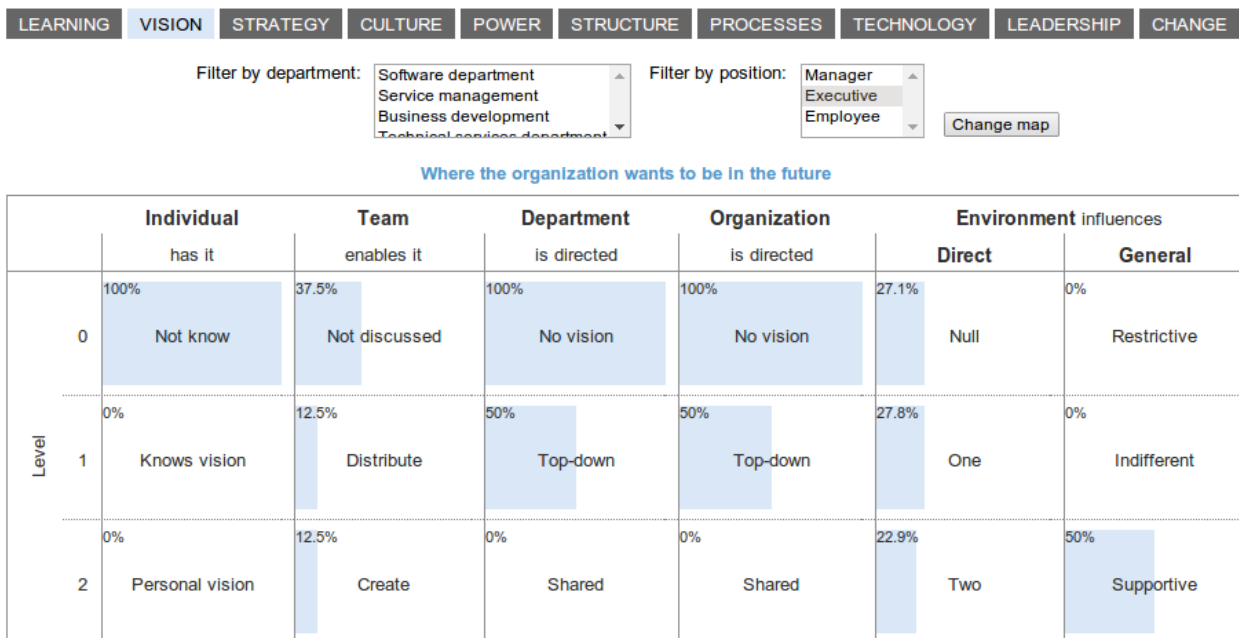 LEARNING VISION STRATEGY CULTURE POWER STRUCTURE PROCESSES TECHNOLOGY LEADERSHIP CHANGE
Filter by department: Software department Filter by position: Manager
Service management Executive
Business development Employee Change map
Technical services department
Where the organization wants to be in the future
Individual Team Department Organization Environment influences
has it enables it is directed is directed Direct General
100% 37.5% 100% 100% 27.1% 0%
0 Not know Not discussed No vision No vision Null Restrictive
0% 12.5% 50% 50% 27.8% 0%
Level 1 Knows vision Distribute Top-down Top-down One Indifferent
0% 12.5% 0% 0% 22.9% 50%
2 Personal vision Create Shared Shared Two Supportive